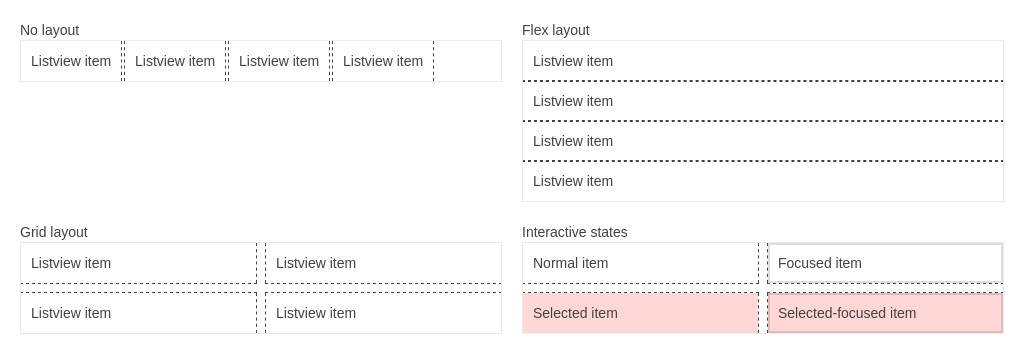 No layout
Listview item Listview item Listview item Listview item
Flex layout
Listview item
Listview item
Listview item
Listview item
Grid layout
Listview item Listview item
Listview item Listview item
Interactive states
Normal item Focused item
Selected item Selected-focused item